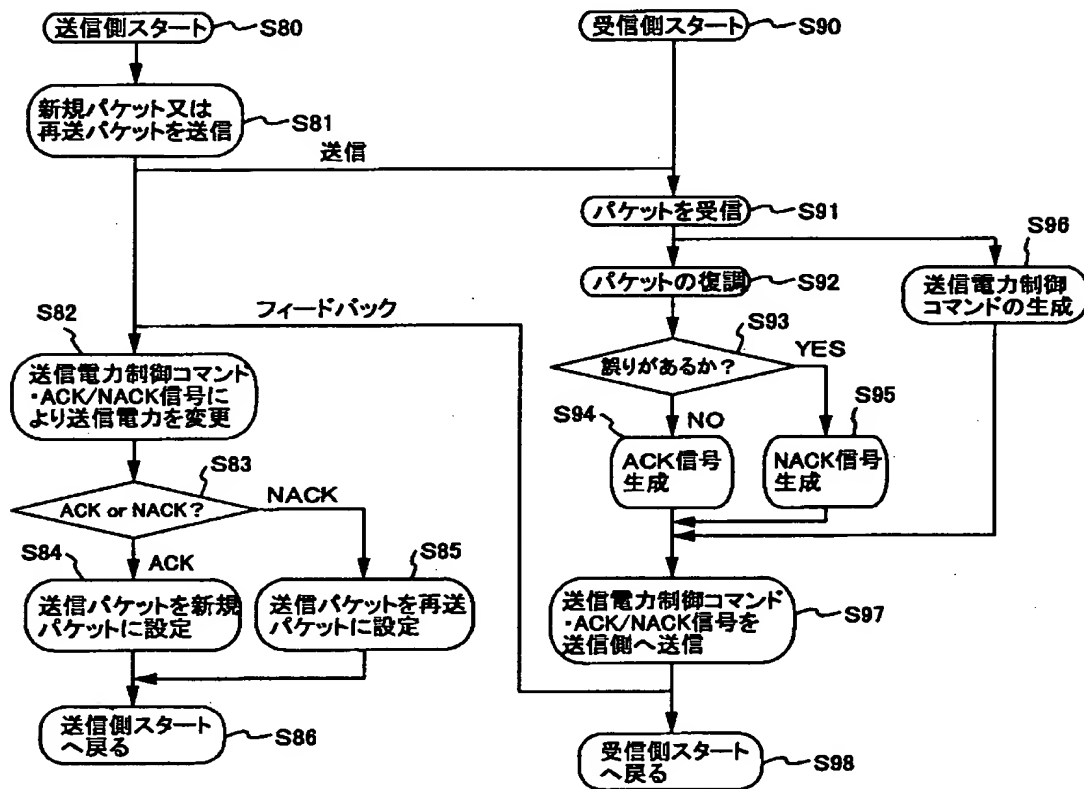 送信側スタート
S80
新規パケット又は
再送パケットを送信
S81
送信
フィードバック
S82
送信電力制御コマンド
・ACK/NACK信号に
より送信電力を変更
S83
ACK or NACK？
NACK
ACK
S84
送信パケットを新規
パケットに設定
S85
送信パケットを再送
パケットに設定
送信側スタート
へ戻る
S86
受信側スタート
S90
パケットを受信
S91
パケットの復調
S92
S96
送信電力制御
コマンドの生成
S93
誤りがあるか？
YES
NO
S94
ACK信号
生成
S95
NACK信号
生成
送信電力制御コマンド
・ACK/NACK信号を
送信側へ送信
S97
受信側スタート
へ戻る
S98